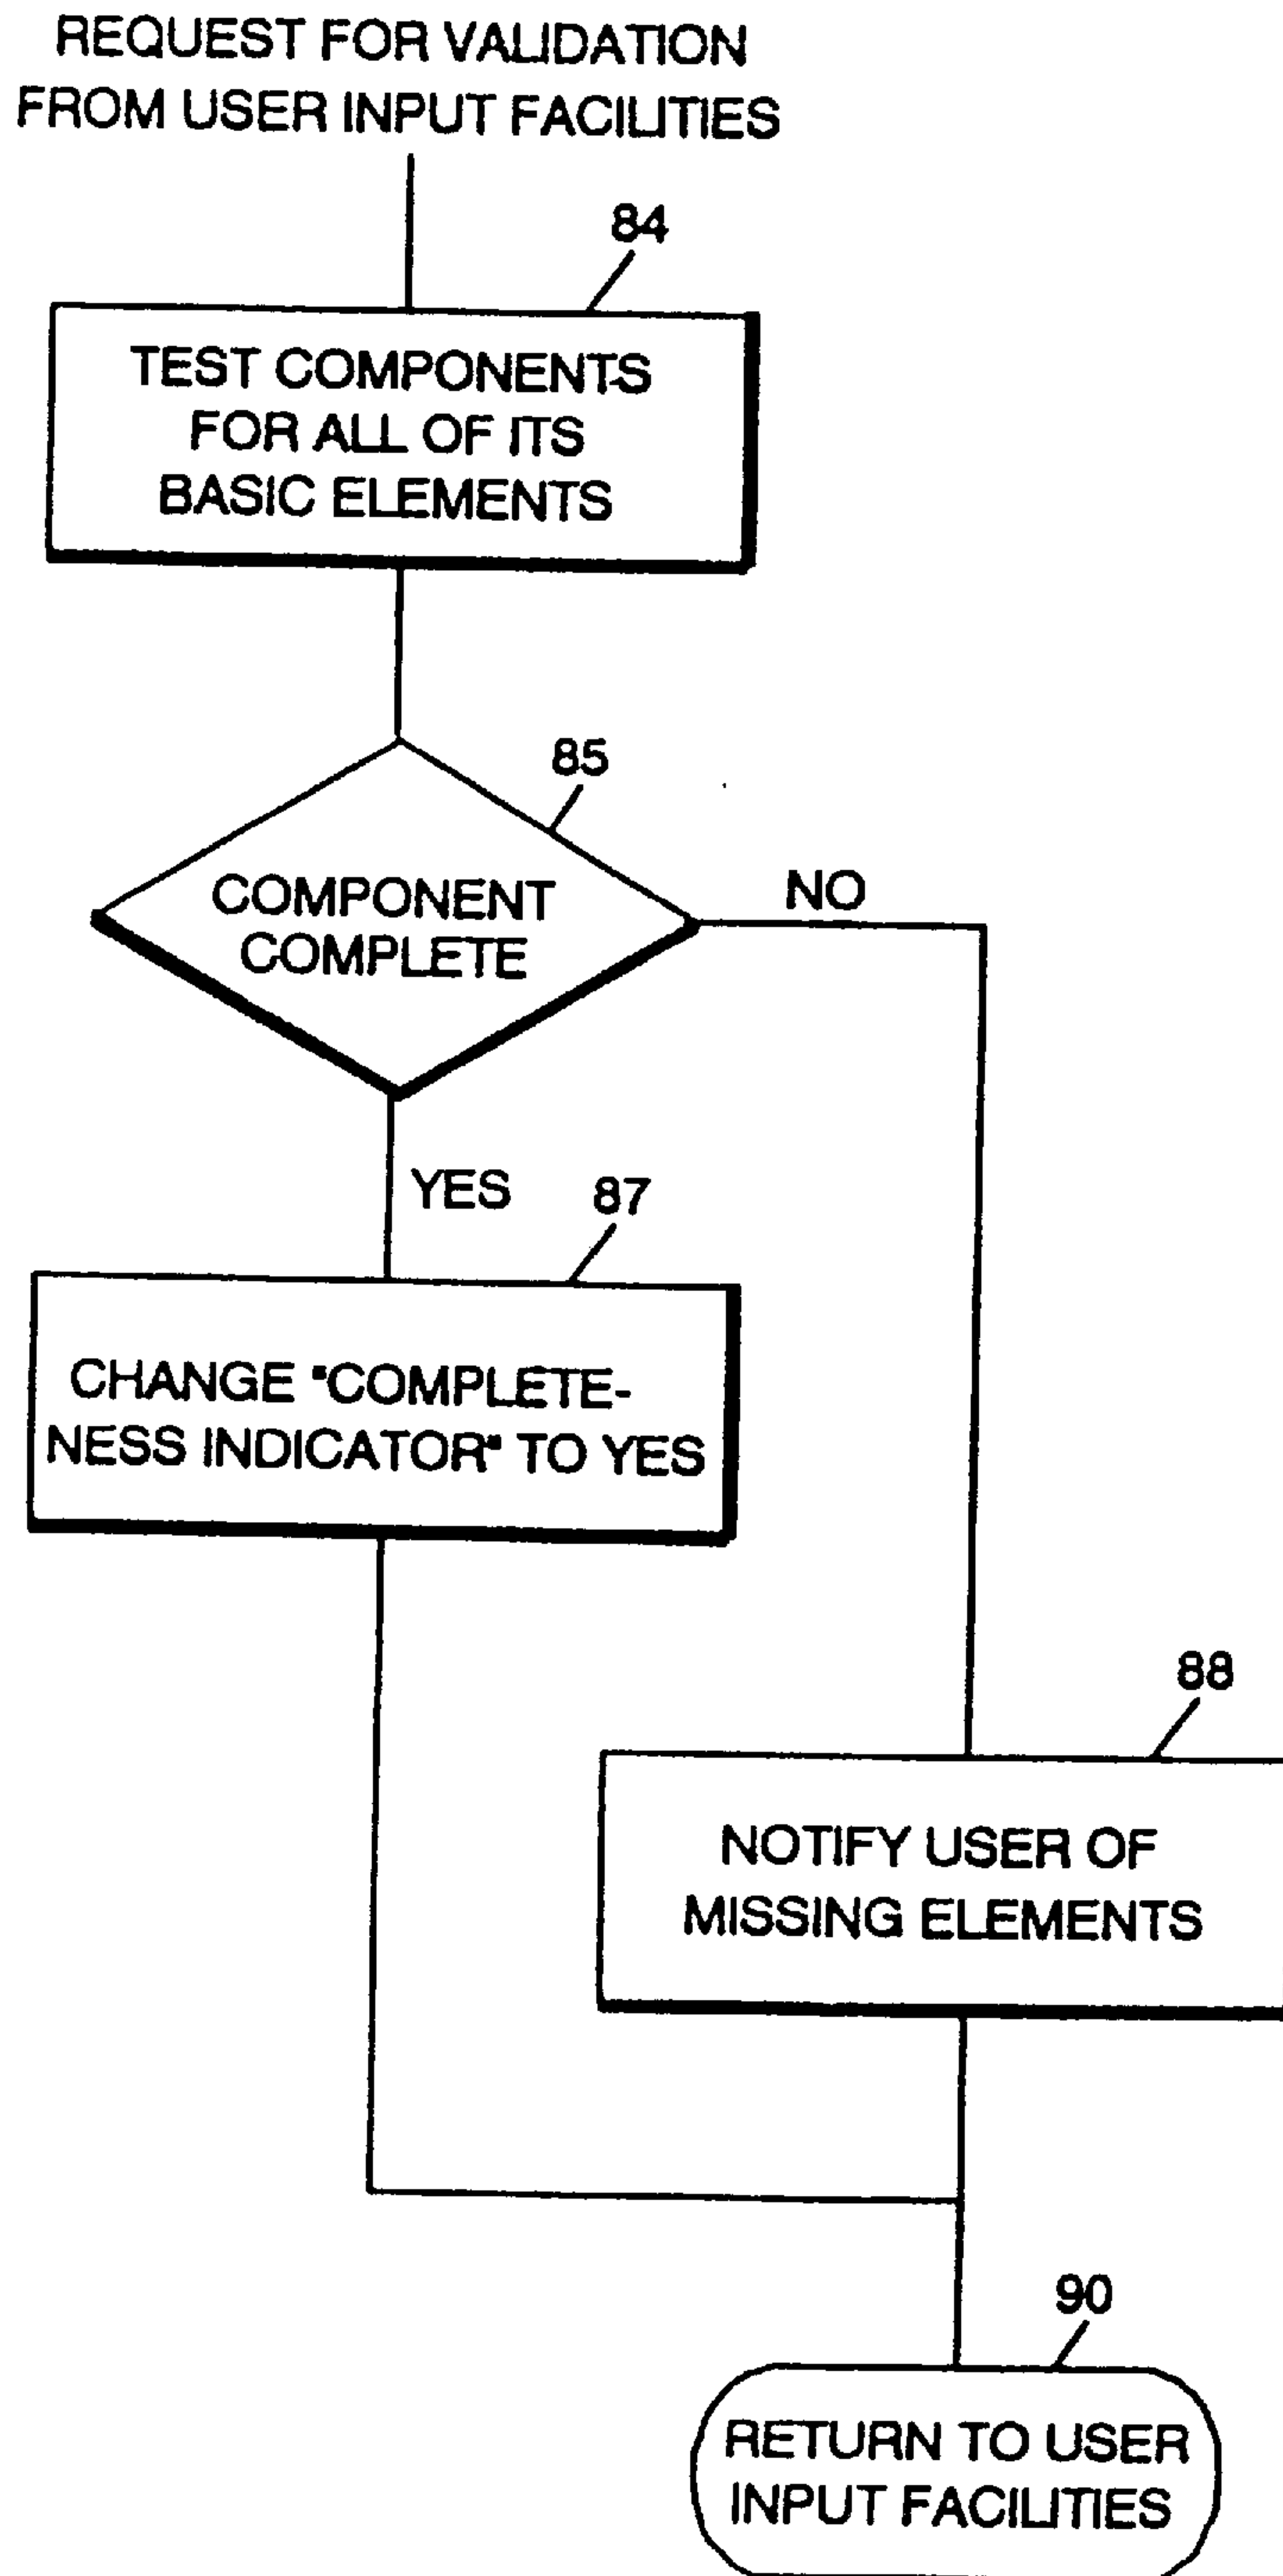 REQUEST FOR VALIDATION
FROM USER INPUT FACILITIES
84
TEST COMPONENTS
FOR ALL OF ITS
BASIC ELEMENTS
85
COMPONENT
COMPLETE
NO
YES
87
CHANGE "COMPLETE-
NESS INDICATOR" TO YES
88
NOTIFY USER OF
MISSING ELEMENTS
90
RETURN TO USER
INPUT FACILITIES